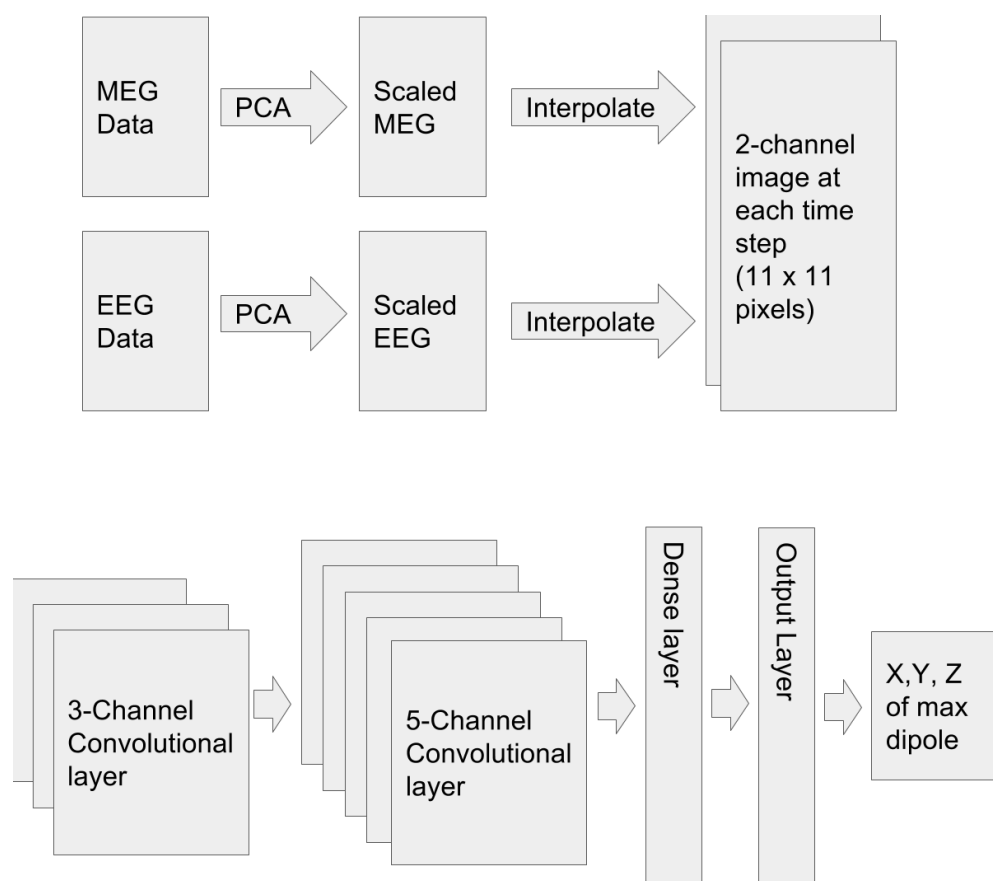 MEG
Data
PCA
Scaled
MEG
Interpolate
2-channel
image at
each time
step
(11 x 11
pixels)
EEG
Data
PCA
Scaled
EEG
Interpolate
3-Channel
Convolutional
layer
5-Channel
Convolutional
layer
Dense layer
Output Layer
X,Y, Z
of max
dipole